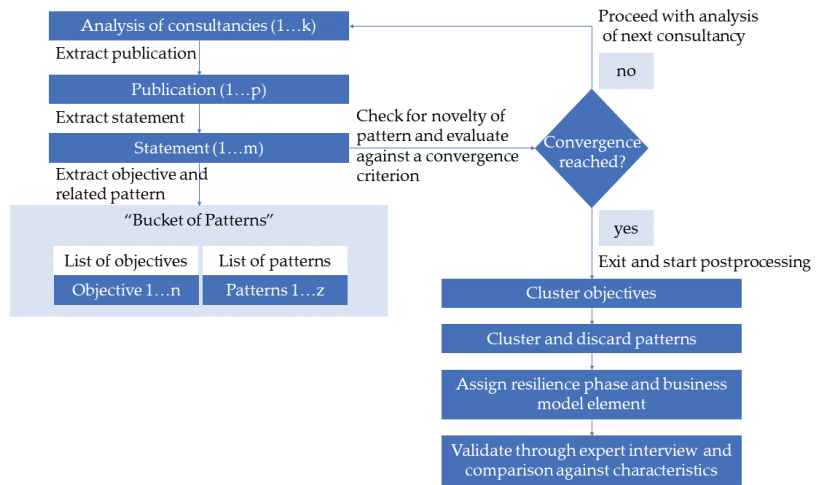 Analysis of consultancies (1…k)
Extract publication
Publication (1…p)
Extract statement
Statement (1…m)
Extract objective and
related pattern
“Bucket of Patterns”
List of objectives
List of patterns
Objective 1…n
Patterns 1…z
Check for novelty of
pattern and evaluate
against a convergence
criterion
Proceed with analysis
of next consultancy
no
Convergence
reached?
yes
Exit and start postprocessing
Cluster objectives
Cluster and discard patterns
Assign resilience phase and business
model element
Validate through expert interview and
comparison against characteristics